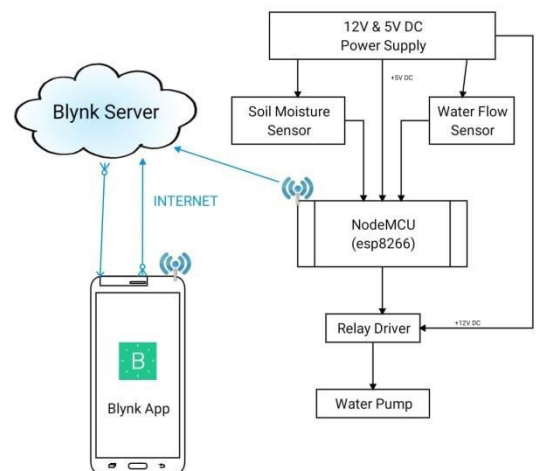 12V & 5V DC
Power Supply
+5V DC
Blynk Server
Soil Moisture
Sensor
Water Flow
Sensor
INTERNET
NodeMCU
(esp8266)
Relay Driver
+12V DC
B
Blynk App
Water Pump